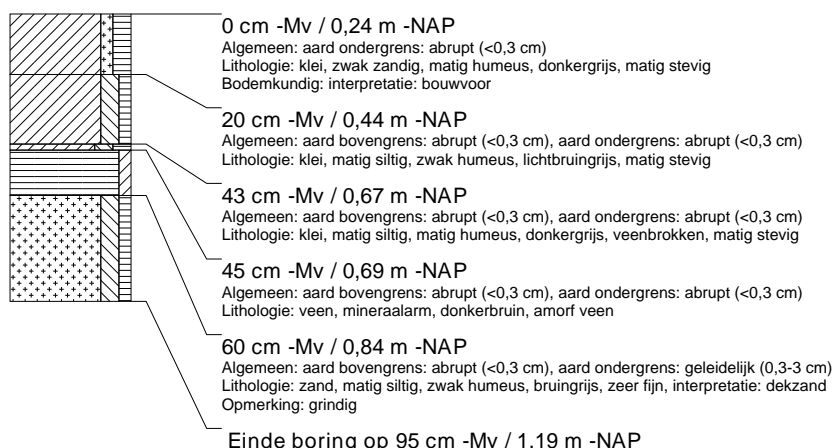 0 cm -Mv / 0,24 m -NAP
Algemeen: aard ondergrens: abrupt (<0,3 cm)
Lithologie: klei, zwak zandig, matig humeus, donkergrijs, matig stevig
Bodemkundig: interpretatie: bouwvoor
20 cm -Mv / 0,44 m -NAP
Algemeen: aard bovengrens: abrupt (<0,3 cm), aard ondergrens: abrupt (<0,3 cm)
Lithologie: klei, matig siltig, zwak humeus, lichtbruingrijs, matig stevig
43 cm -Mv / 0,67 m -NAP
Algemeen: aard bovengrens: abrupt (<0,3 cm), aard ondergrens: abrupt (<0,3 cm)
Lithologie: klei, matig siltig, matig humeus, donkergrijs, veenbrokken, matig stevig
45 cm -Mv / 0,69 m -NAP
Algemeen: aard bovengrens: abrupt (<0,3 cm), aard ondergrens: abrupt (<0,3 cm)
Lithologie: veen, mineraalarm, donkerbruin, amorf veen
60 cm -Mv / 0,84 m -NAP
Algemeen: aard bovengrens: abrupt (<0,3 cm), aard ondergrens: geleidelijk (0,3-3 cm)
Lithologie: zand, matig siltig, zwak humeus, bruingrijs, zeer fijn, interpretatie: dekzand
Opmerking: grindig
Einde boring op 95 cm -Mv / 1,19 m -NAP